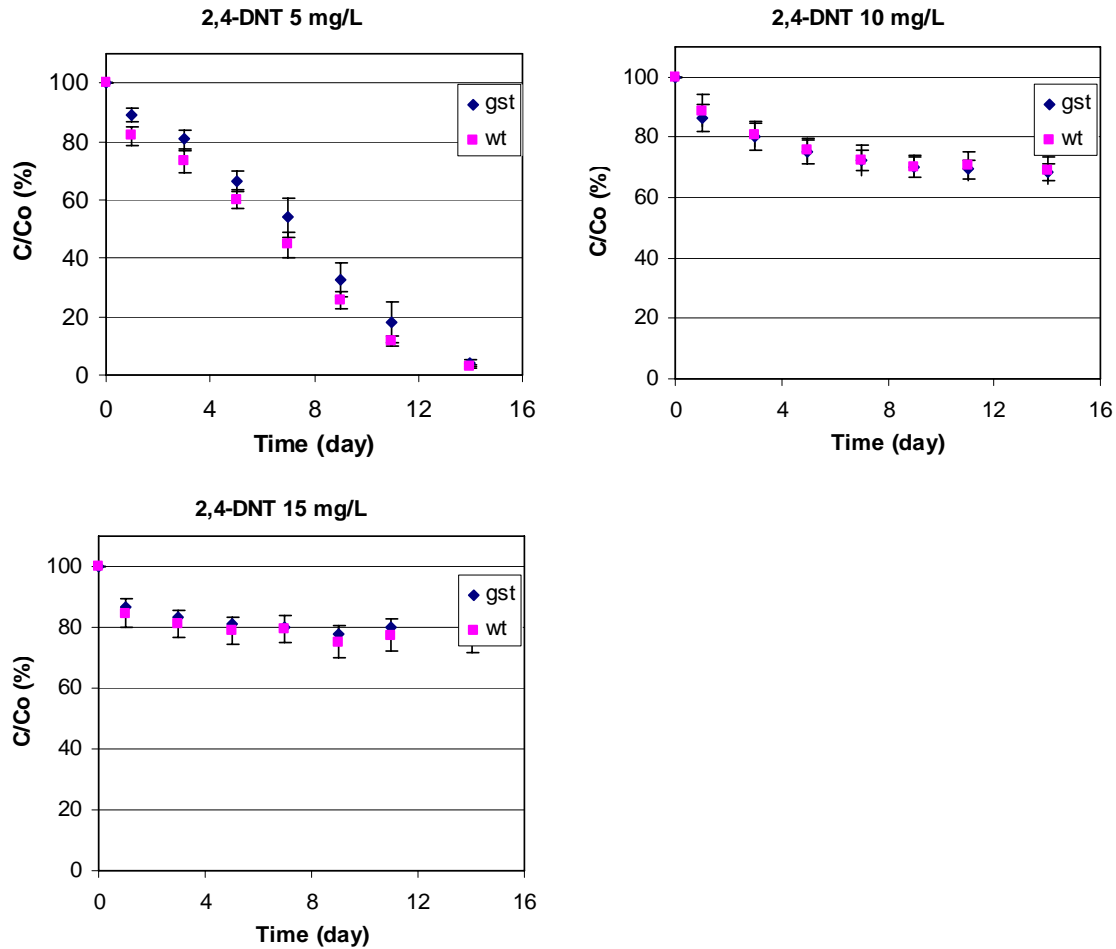 2,4-DNT 5 mg/L
C/Co (%)
100
80
60
40
20
0
gst
wt
0 4 8 12 16
Time (day)
2,4-DNT 10 mg/L
C/Co (%)
100
80
60
40
20
0
gst
wt
0 4 8 12 16
Time (day)
2,4-DNT 15 mg/L
C/Co (%)
100
80
60
40
20
0
gst
wt
0 4 8 12 16
Time (day)